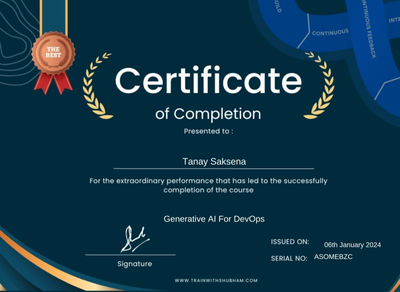 BUILD
CONTINUOUS
CONTINUOUS FEEDBACK
INTE
THE
BEST
Certificate
of Completion
Presented to :
Tanay Saksena
For the extraordinary performance that has led to the successfully
completion of the course
Generative AI For DevOps
ISSUED ON:
06th January 2024
SERIAL NO:
ASOMEBZC
Signature
WWW.TRAINWITHSHUBHAM.COM